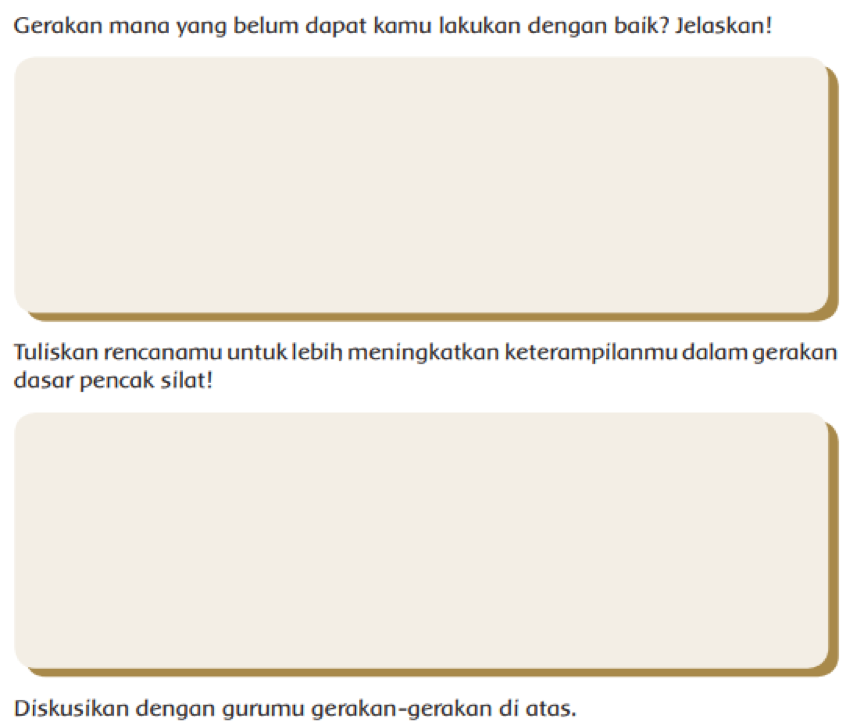 Gerakan mana yang belum dapat kamu lakukan dengan baik? Jelaskan!
Tuliskan rencanamu untuk lebih meningkatkan keterampilanmu dalam gerakan
dasar pencak silat!
Diskusikan dengan gurumu gerakan-gerakan di atas.